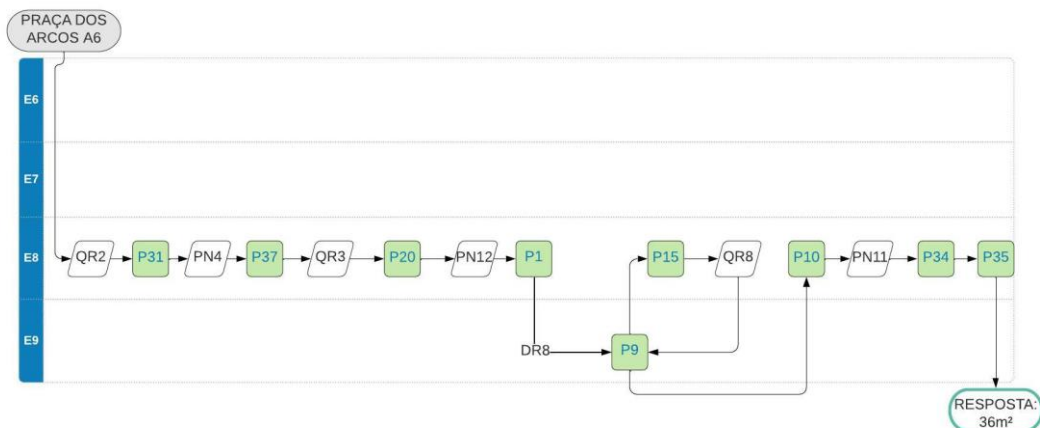 PRAÇA DOS
ARCOS A6
E6
E7
E8
QR2
P31
PN4
P37
QR3
P20
PN12
P1
P15
QR8
P10
PN11
P34
P35
E9
DR8
P9
RESPOSTA:
36m²